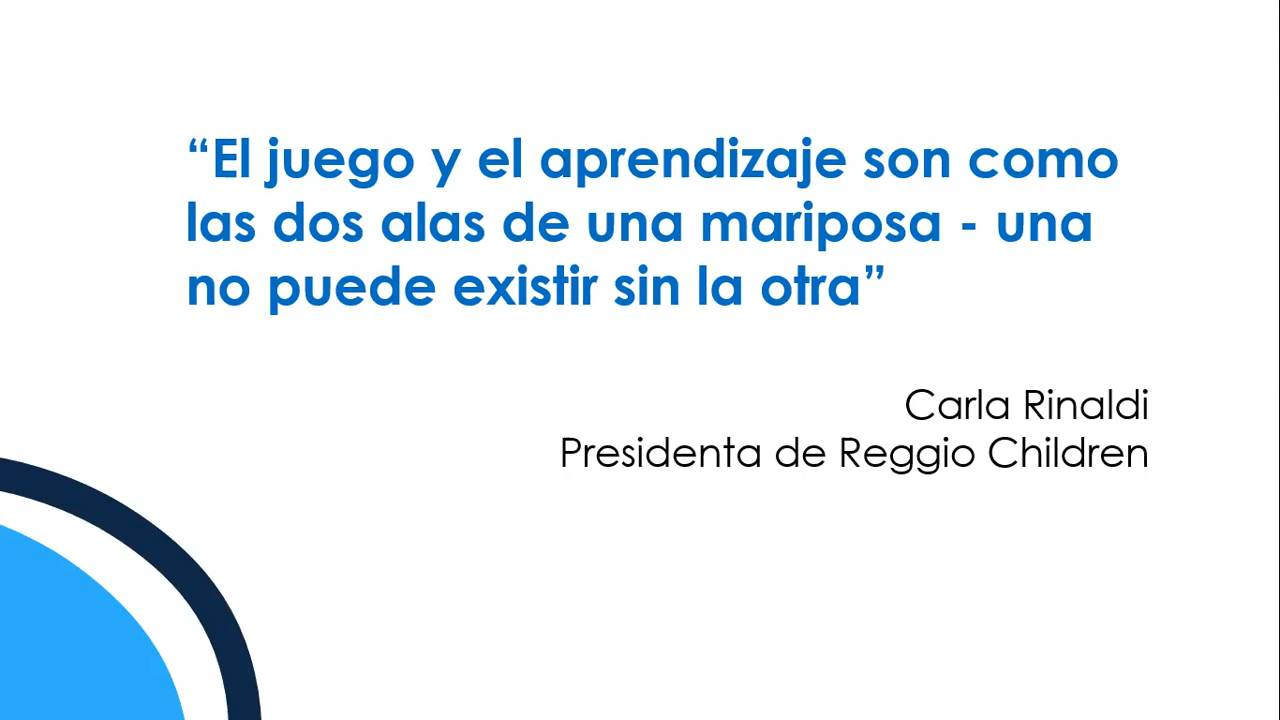 “El juego y el aprendizaje son como
las dos alas de una mariposa - una
no puede existir sin la otra”
Carla Rinaldi
Presidenta de Reggio Children